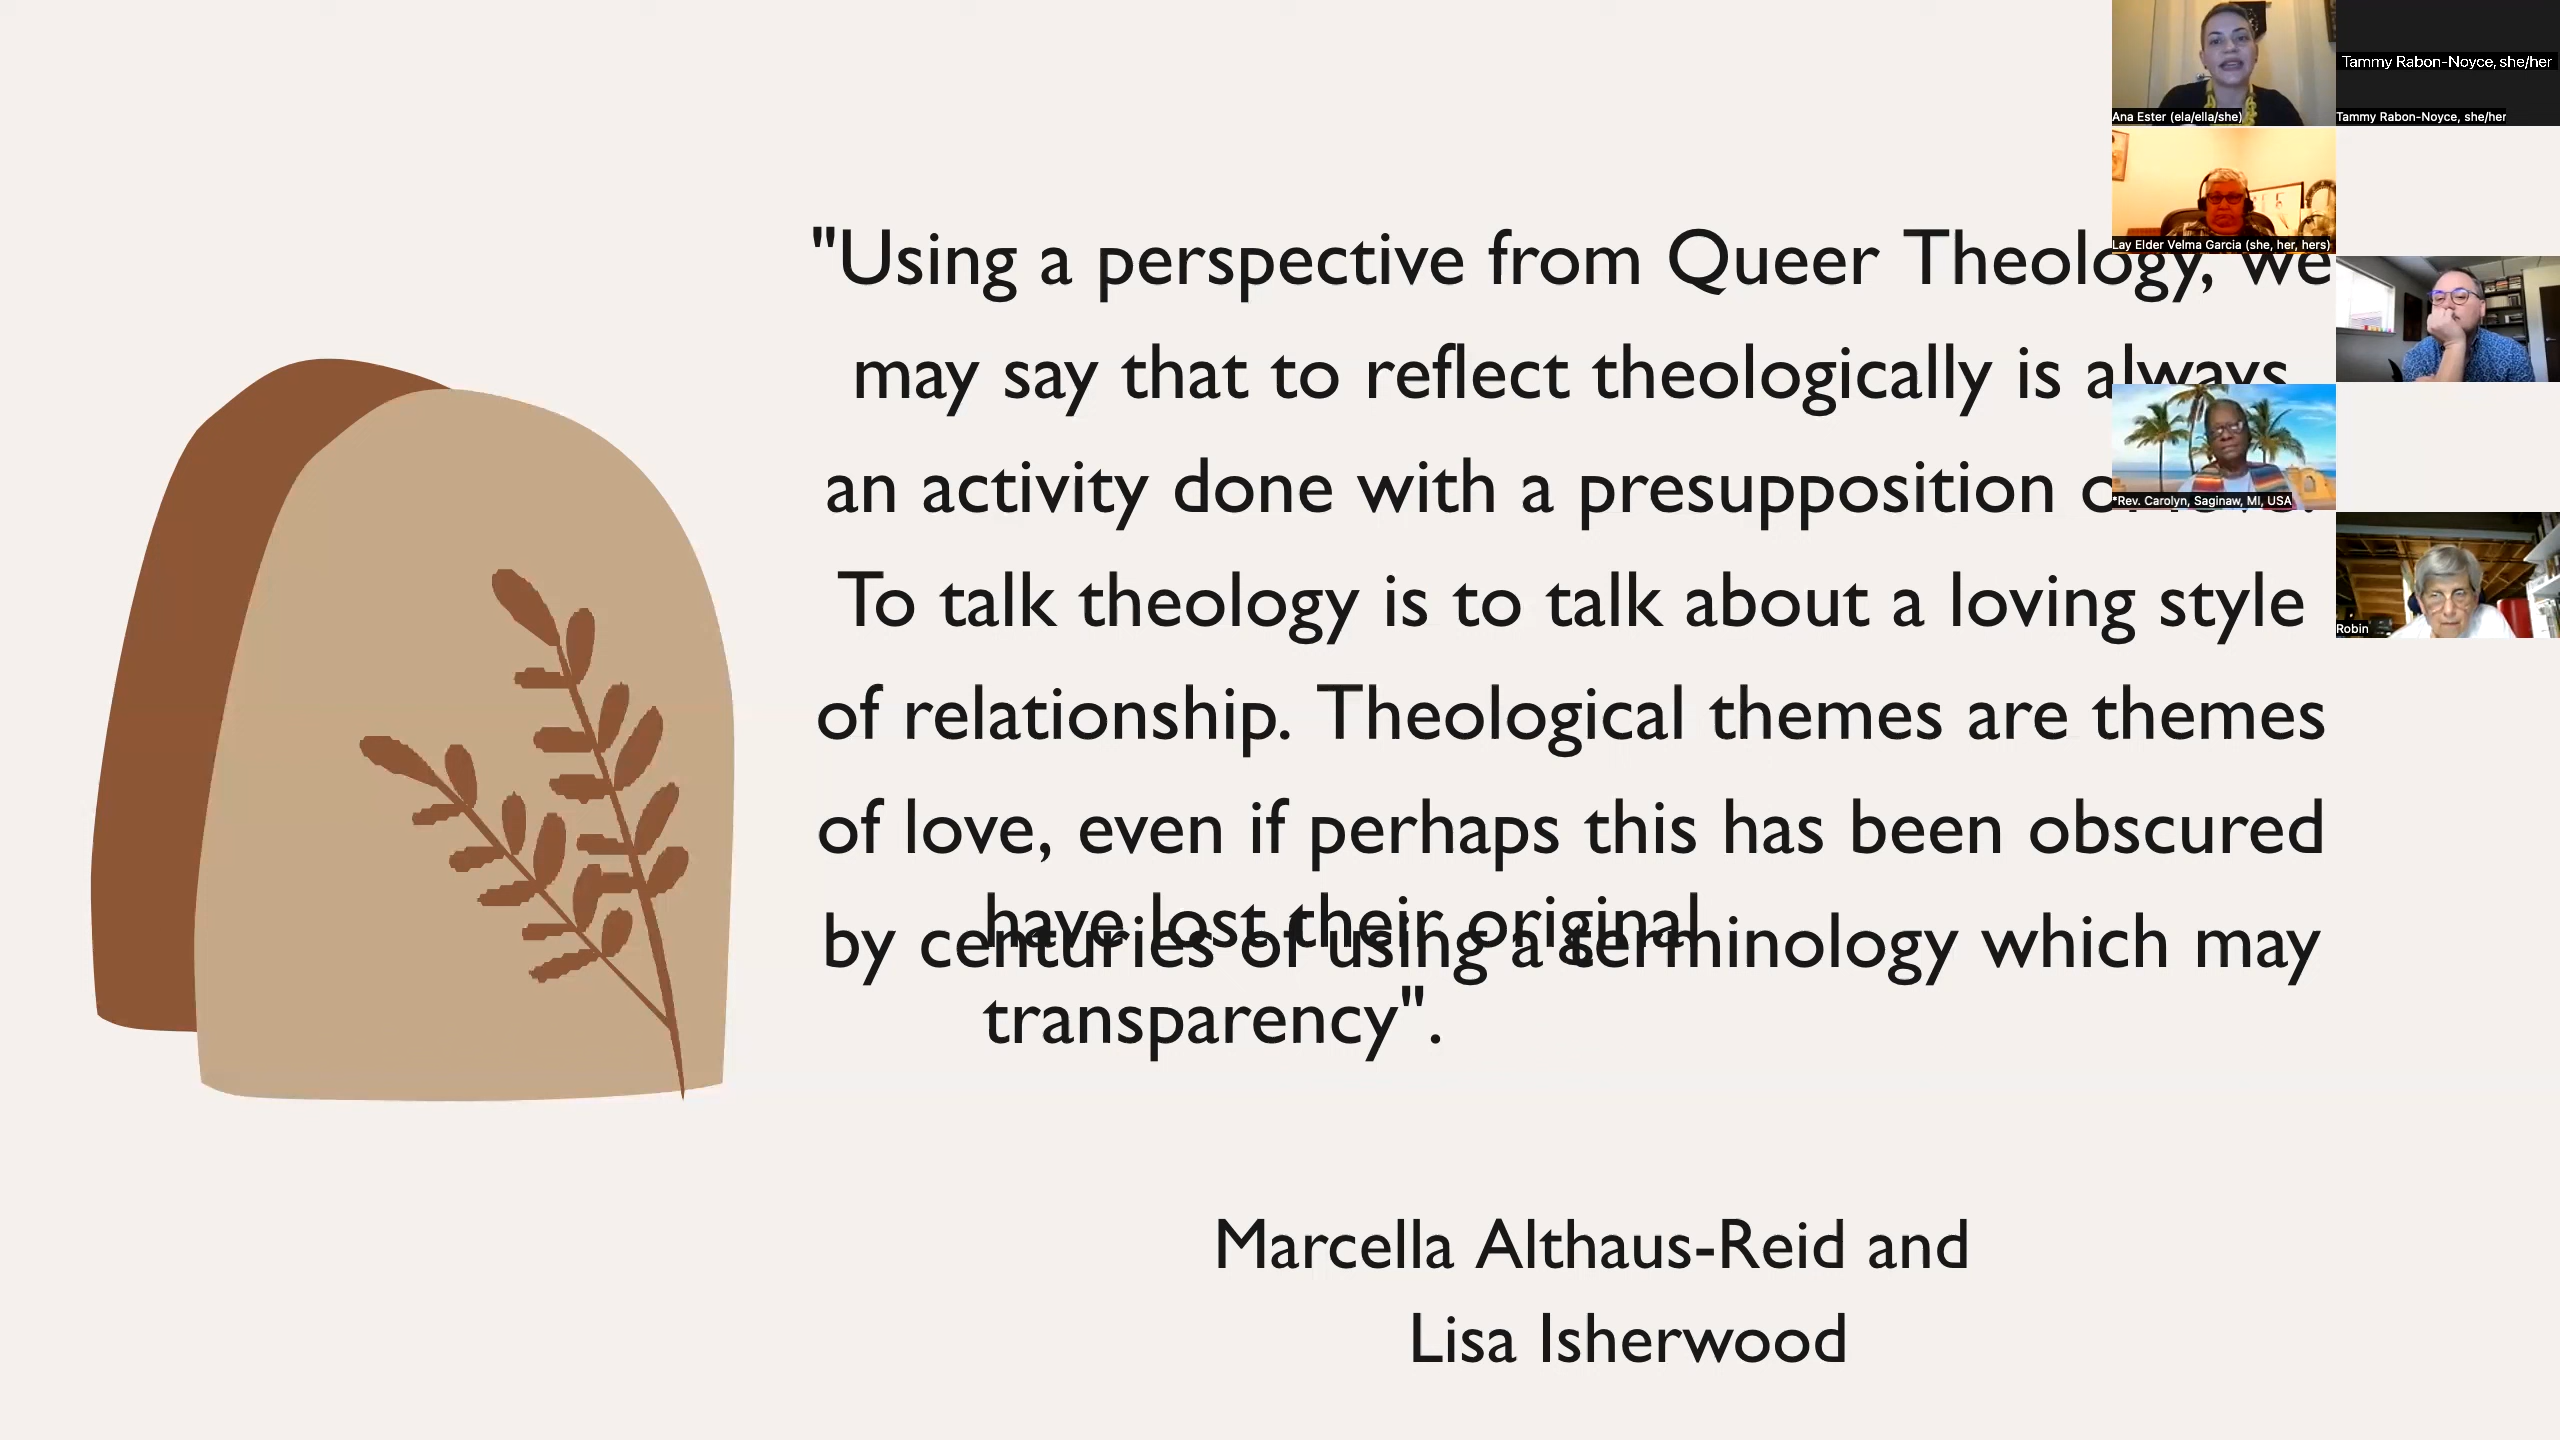 "Using a perspective from Queer Theology, we
may say that to reflect theologically is always
an activity done with a presupposition
To talk theology is to talk about a loving style
of relationship. Theological themes are themes
of love, even if perhaps this has been obscured
by centuries of using a terminology which may
have lost their original
transparency".
Marcella Althaus-Reid and
Lisa Isherwood
Ana Ester (ela/ella/she)
Tammy Rabon-Noyce, she/her
Tammy Rabon-Noyce, she/her
Lay Elder Velma Garcia (she, her, hers)
*Rev. Carolyn, Saginaw, MI, USA
Robin